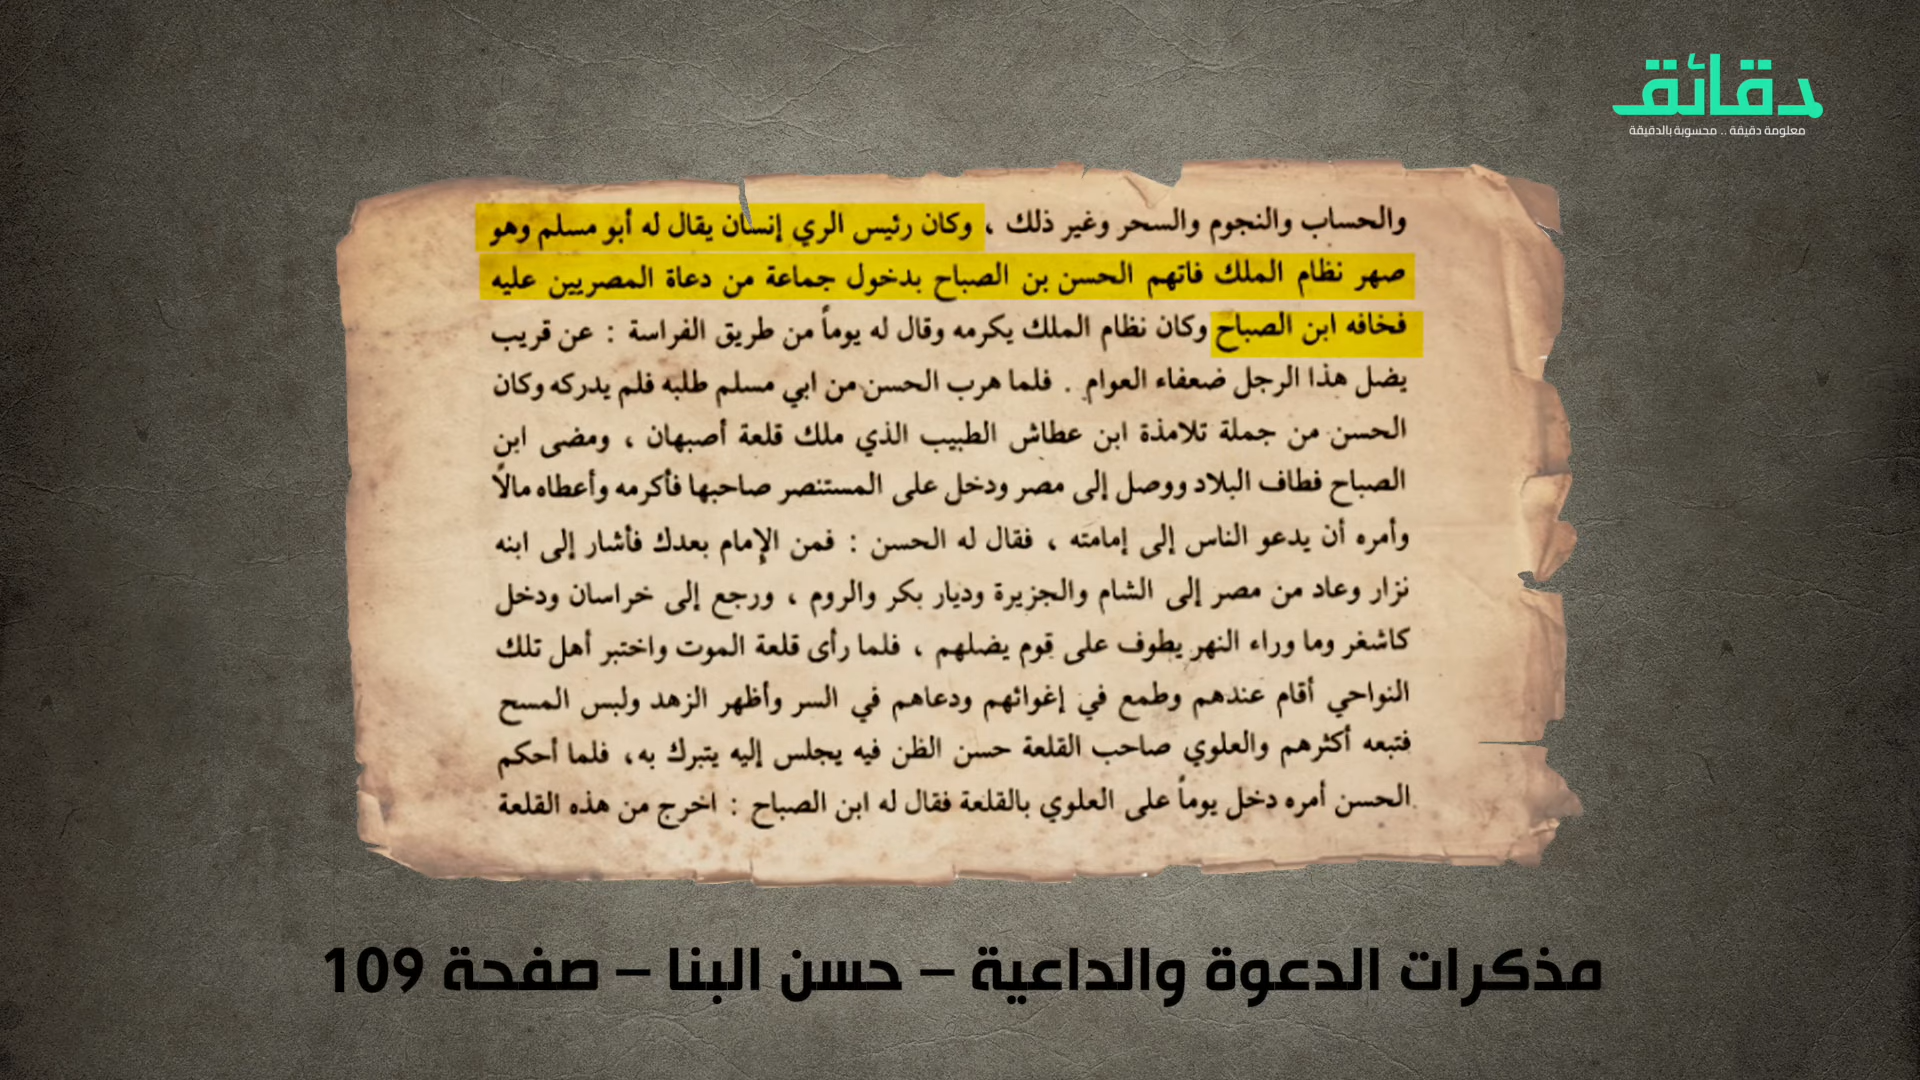 دقائق
معلومة دقيقة .. محسوبة بالدقيقة
والحساب والنجوم والسحر وغير ذلك ، وكان رئيس الري إنسان يقال له أبو مسلم وهو
صهر نظام الملك فاتهم الحسن بن الصباح بدخول جماعة من دعاة المصريين عليه
فخافه ابن الصباح وكان نظام الملك يكرمه وقال له يوماً من طريق الفراسة : عن قريب
يضل هذا الرجل ضعفاء العوام . فلما هرب الحسن من ابي مسلم طلبه فلم يدركه وكان
الحسن من جملة تلامذة ابن عطاش الطبيب الذي ملك قلعة أصبهان ، ومضى ابن
الصباح فطاف البلاد ووصل إلى مصر ودخل على المستنصر صاحبها فأكرمه وأعطاه مالًا
وأمره أن يدعو الناس إلى إمامته ، فقال له الحسن : فمن الإمام بعدك فأشار إلى ابنه
نزار وعاد من مصر إلى الشام والجزيرة وديار بكر والروم ، ورجع إلى خراسان ودخل
كاشغر وما وراء النهر يطوف على قوم يضلهم ، فلما رأى قلعة الموت واختبر أهل تلك
النواحي أقام عندهم وطمع في إغوائهم ودعاهم في السر وأظهر الزهد ولبس المسح
فتبعه أكثرهم والعلوي صاحب القلعة حسن الظن فيه يجلس إليه يتبرك به، فلما أحكم
الحسن أمره دخل يوماً على العلوي بالقلعة فقال له ابن الصباح : اخرج من هذه القلعة
مذكرات الدعوة والداعية – حسن البنا – صفحة 109